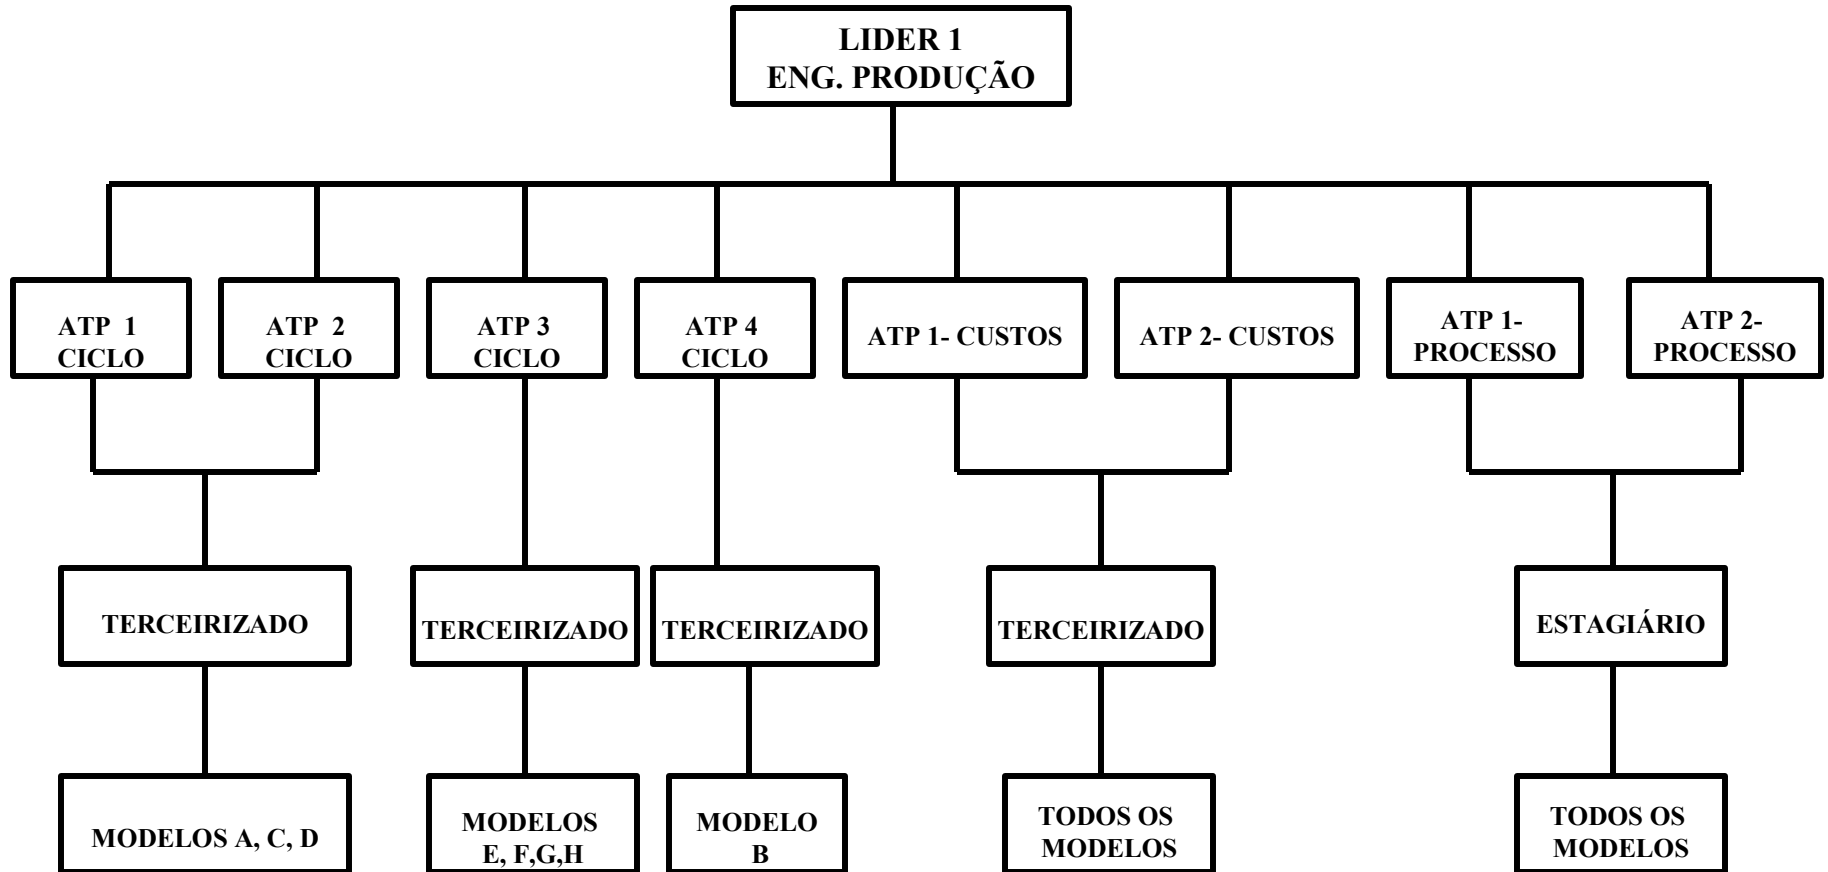 LIDER 1
ENG. PRODUÇÃO
ATP 1
CICLO
ATP 2
CICLO
ATP 3
CICLO
ATP 4
CICLO
ATP 1- CUSTOS
ATP 2- CUSTOS
ATP 1-
PROCESSO
ATP 2-
PROCESSO
TERCEIRIZADO
TERCEIRIZADO
TERCEIRIZADO
TERCEIRIZADO
ESTAGIÁRIO
MODELOS A, C, D
MODELOS
E, F,G,H
MODELO
B
TODOS OS
MODELOS
TODOS OS
MODELOS